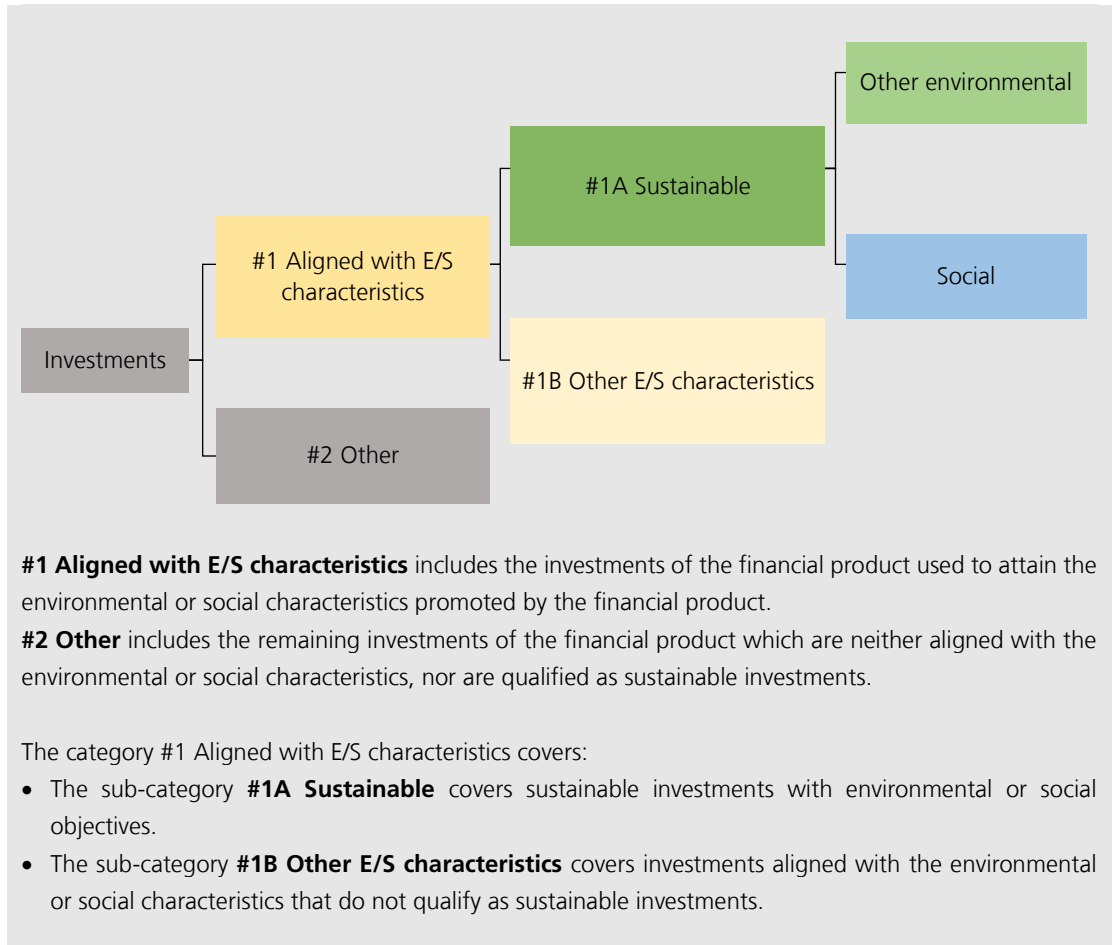 Other environmental
#1A Sustainable
#1 Aligned with E/S
characteristics
Social
Investments
#1B Other E/S characteristics
#2 Other
#1 Aligned with E/S characteristics includes the investments of the financial product used to attain the
environmental or social characteristics promoted by the financial product.
#2 Other includes the remaining investments of the financial product which are neither aligned with the
environmental or social characteristics, nor are qualified as sustainable investments.
The category #1 Aligned with E/S characteristics covers:
• The sub-category #1A Sustainable covers sustainable investments with environmental or social
objectives.
• The sub-category #1B Other E/S characteristics covers investments aligned with the environmental
or social characteristics that do not qualify as sustainable investments.